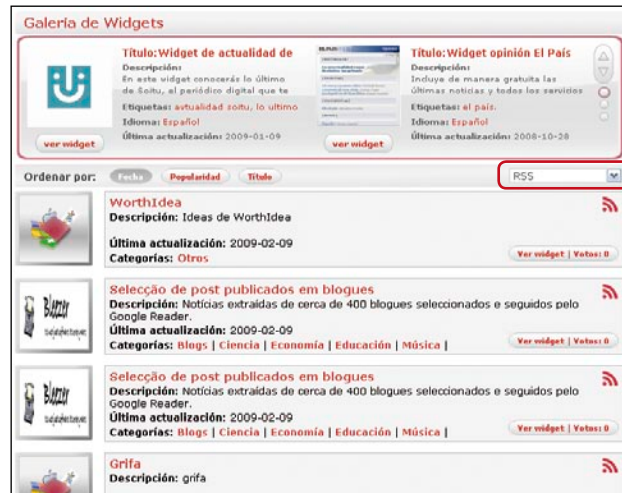 Galería de Widgets
Título:Widget de actualidad de
Descripción:
En este widget conocerás lo último
de Soitu, el periódico digital que te
Etiquetas: avtualidad soitu, lo ultimo
Idioma: Español
Última actualización: 2009-01-09
ver widget
Título:Widget opinión El País
Descripción:
Incluye de manera gratuita las
últimas noticias y todos los servicios
Etiquetas: el país.
Idioma: Español
Última actualización: 2008-10-28
ver widget
Ordenar por: Fecha Popularidad Título RSS
WorthIdea
Descripción: Ideas de WorthIdea
Última actualización: 2009-02-09
Categorías: Otros
Ver widget | Votos: 0
Selecção de post publicados em blogues
Descripción: Notícias extraídas de cerca de 400 blogues seleccionados e seguidos pelo
Google Reader.
Última actualización: 2009-02-09
Categorías: Blogs | Ciencia | Economía | Educación | Música |
Ver widget | Votos: 0
Selecção de post publicados em blogues
Descripción: Notícias extraídas de cerca de 400 blogues seleccionados e seguidos pelo
Google Reader.
Última actualización: 2009-02-09
Categorías: Blogs | Ciencia | Economía | Educación | Música |
Ver widget | Votos: 0
Grifa
Descripción: grifa